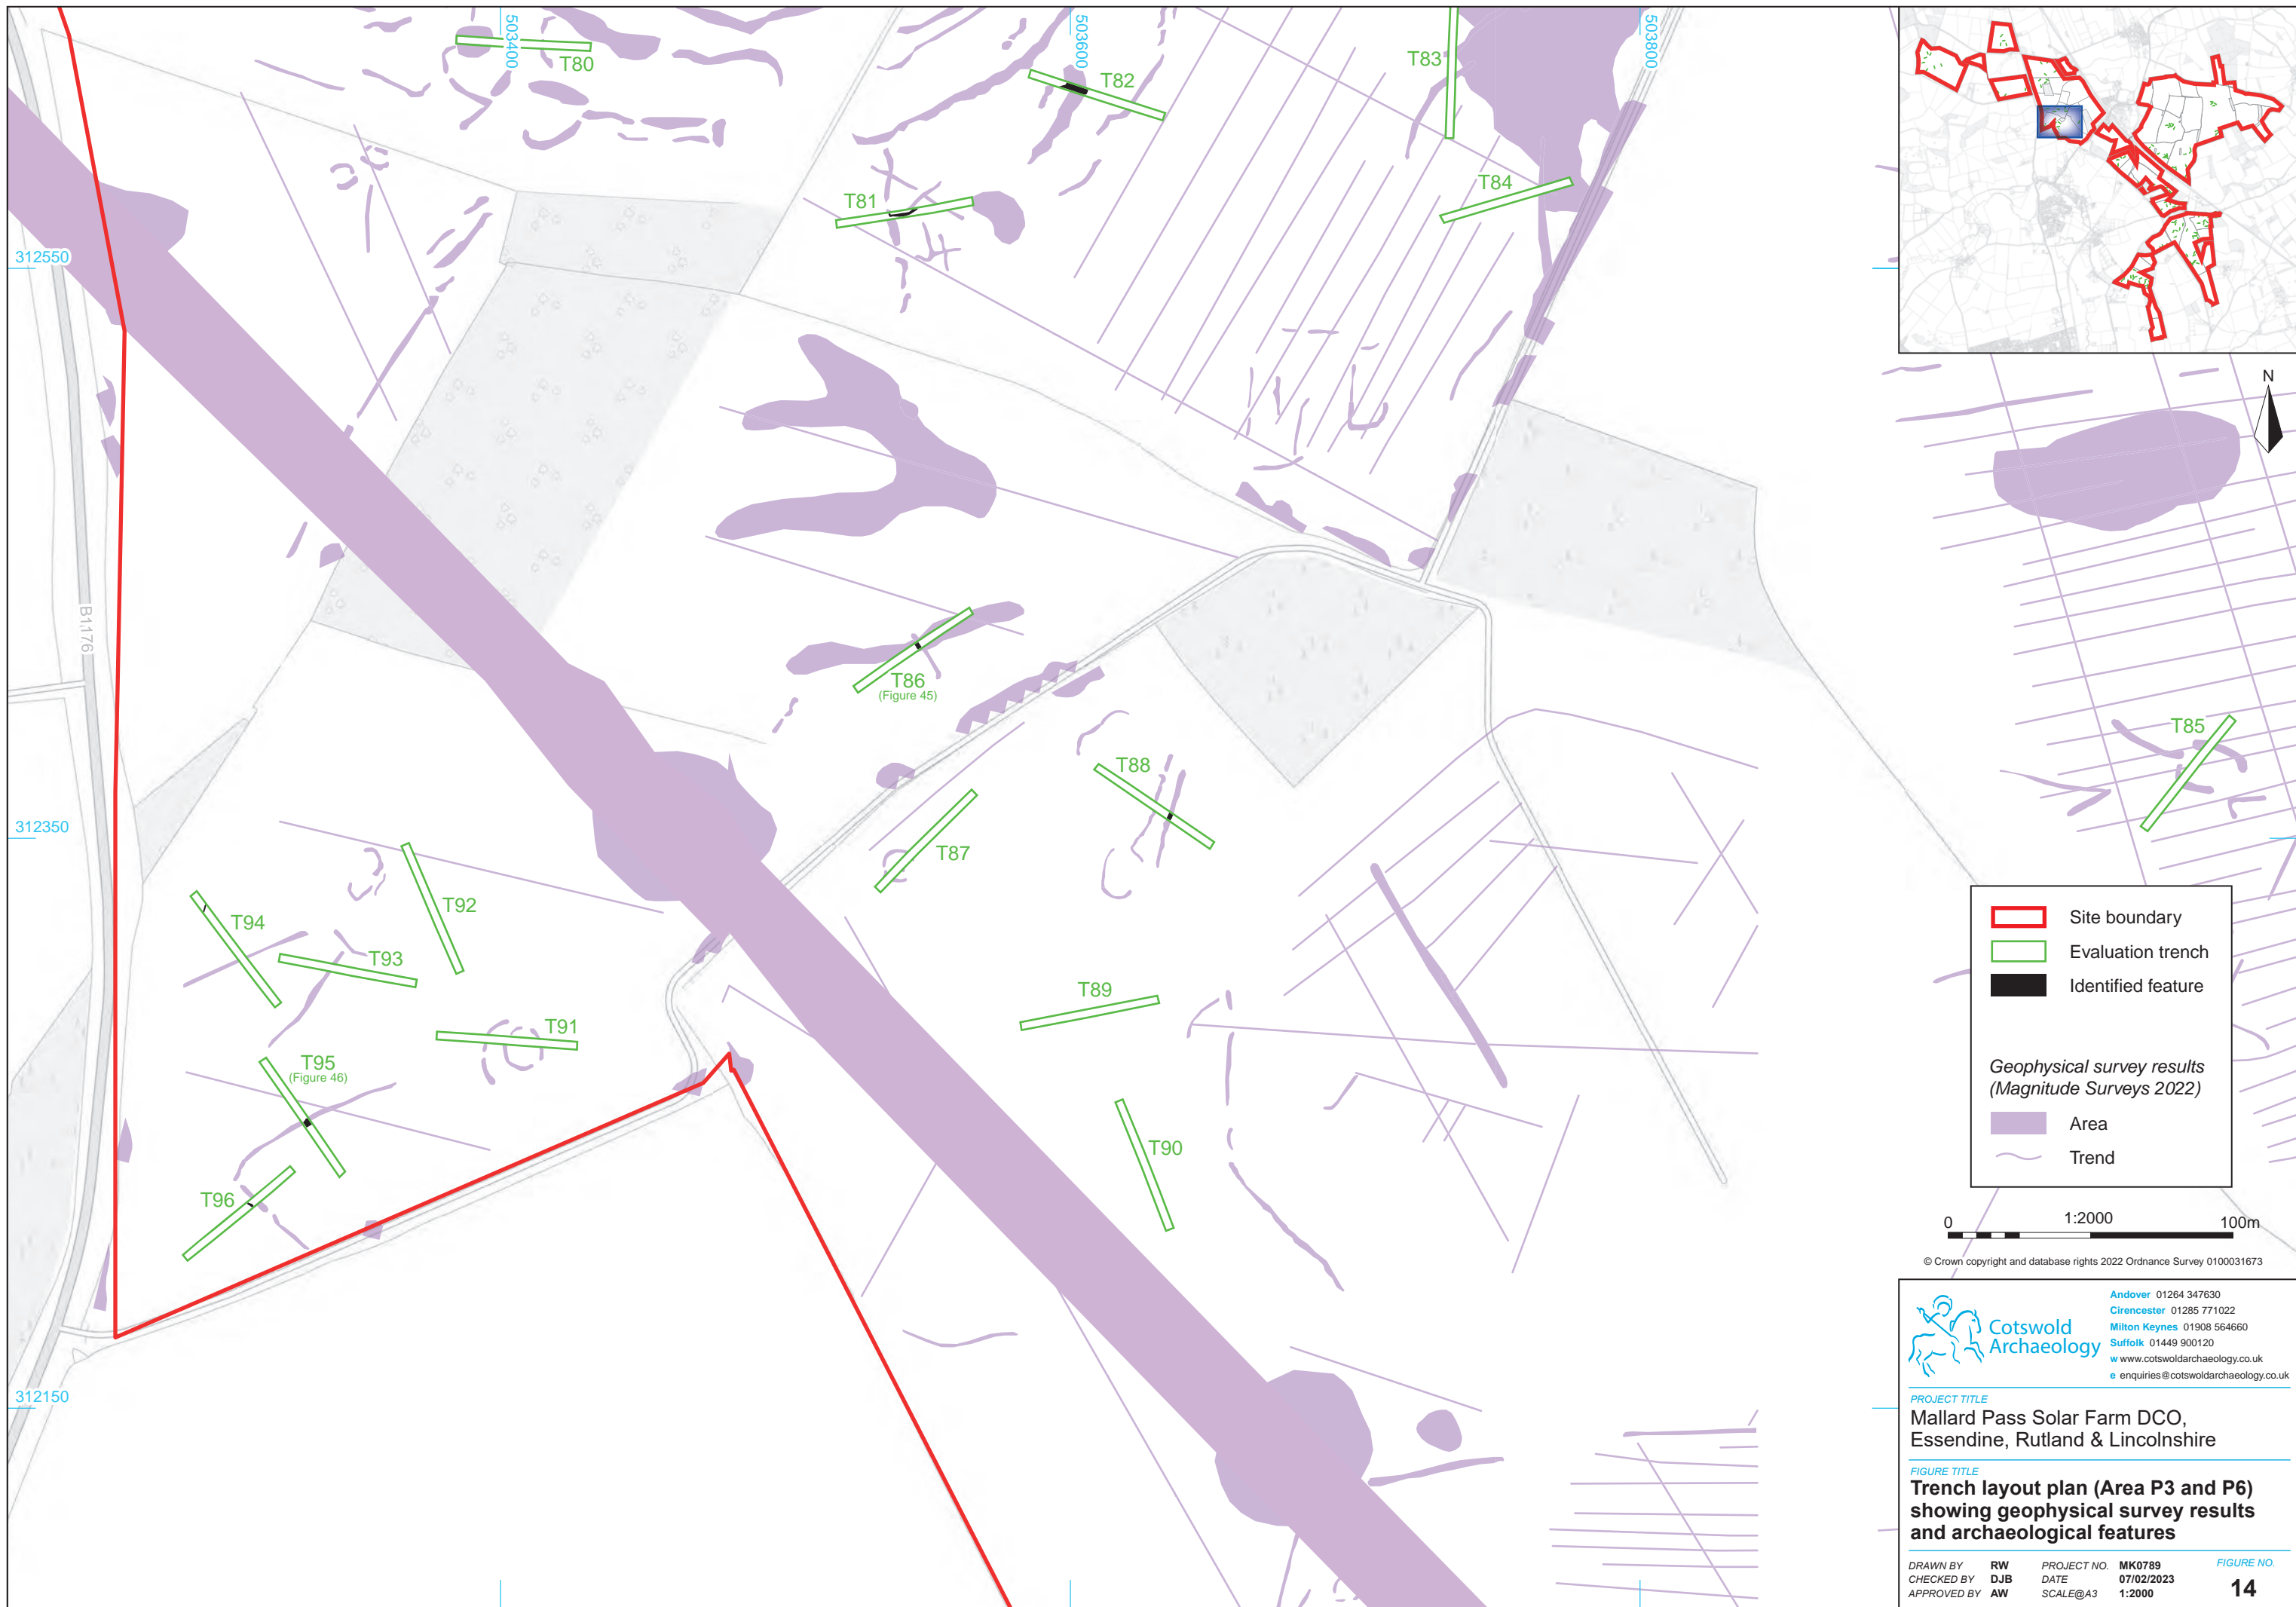 503400
503600
503800
T80
T82
T83
T81
T84
312550
N
B1176
T86
(Figure 45)
T85
T88
312350
T87
T92
T94
T93
T89
T91
T95
(Figure 46)
T90
T96
312150
Site boundary
Evaluation trench
Identified feature
Geophysical survey results
(Magnitude Surveys 2022)
Area
Trend
0 1:2000 100m
© Crown copyright and database rights 2022 Ordnance Survey 0100031673
Cotswold
Archaeology
Andover 01264 347630
Cirencester 01285 771022
Milton Keynes 01908 564660
Suffolk 01449 900120
w www.cotswoldarchaeology.co.uk
e enquiries@cotswoldarchaeology.co.uk
PROJECT TITLE
Mallard Pass Solar Farm DCO,
Essendine, Rutland & Lincolnshire
FIGURE TITLE
Trench layout plan (Area P3 and P6)
showing geophysical survey results
and archaeological features
DRAWN BY RW PROJECT NO. MK0789 FIGURE NO.
CHECKED BY DJB DATE 07/02/2023
APPROVED BY AW SCALE@A3 1:2000 14